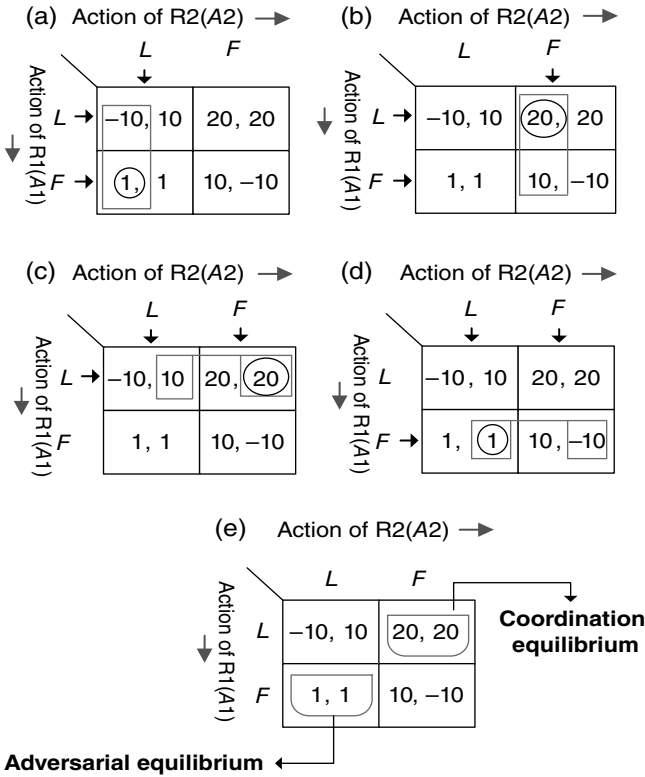 (a) Action of R2(A2)
L F
Action of R1(A1)
L –10, 10 20, 20
F 1, 1 10, –10
(b) Action of R2(A2)
L F
Action of R1(A1)
L –10, 10 20, 20
F 1, 1 10, –10
(c) Action of R2(A2)
L F
Action of R1(A1)
L –10, 10 20, 20
F 1, 1 10, –10
(d) Action of R2(A2)
L F
Action of R1(A1)
L –10, 10 20, 20
F 1, 1 10, –10
(e) Action of R2(A2)
L F
Action of R1(A1)
L –10, 10 20, 20
F 1, 1 10, –10
Coordination
equilibrium
Adversarial equilibrium